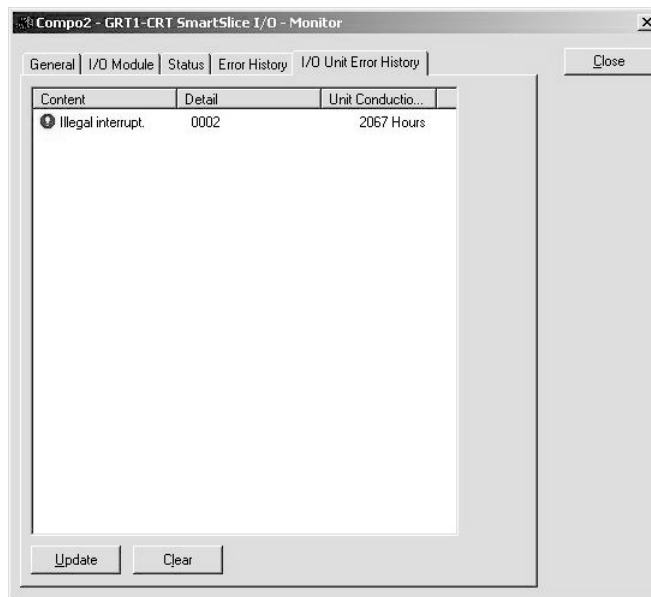 Compo2 - GRT1-CRT SmartSlice I/O - Monitor
General I/O Module Status Error History I/O Unit Error History
Close
Content Detail Unit Conductio...
Illegal interrupt. 0002 2067 Hours
Update Clear